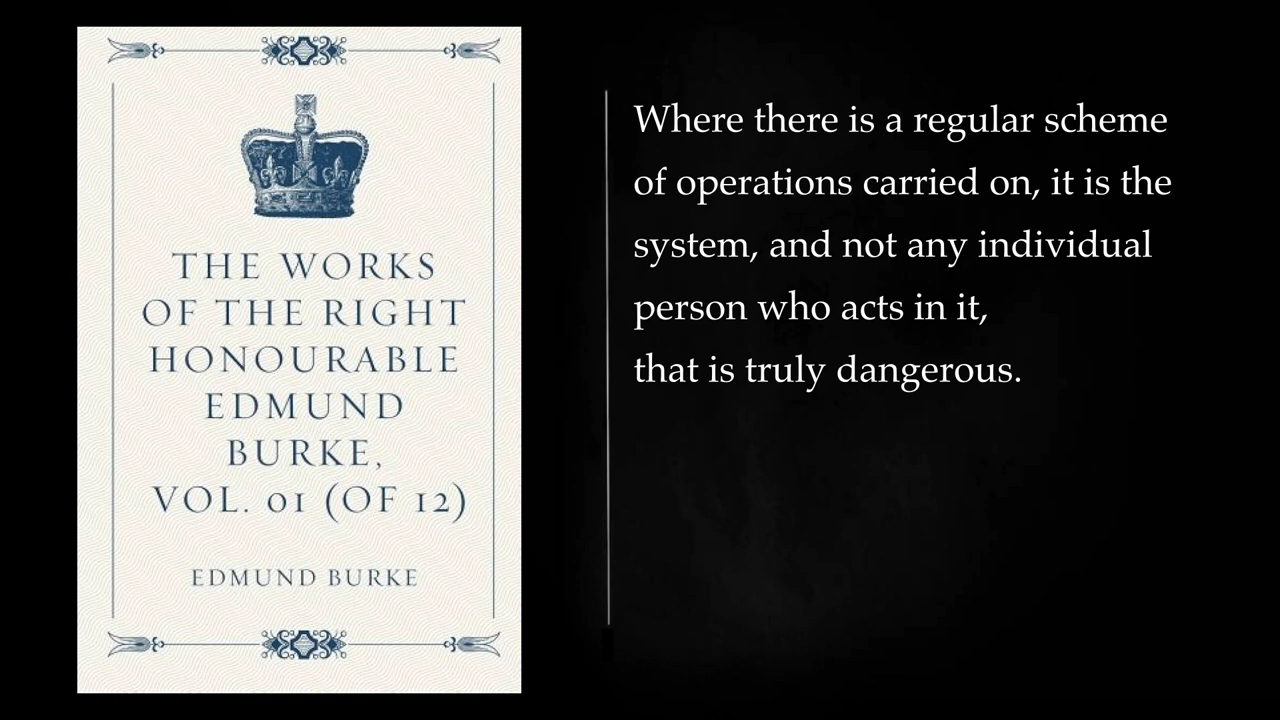 THE WORKS
OF THE RIGHT
HONOURABLE
EDMUND
BURKE,
VOL. 01 (OF 12)
EDMUND BURKE
Where there is a regular scheme
of operations carried on, it is the
system, and not any individual
person who acts in it,
that is truly dangerous.